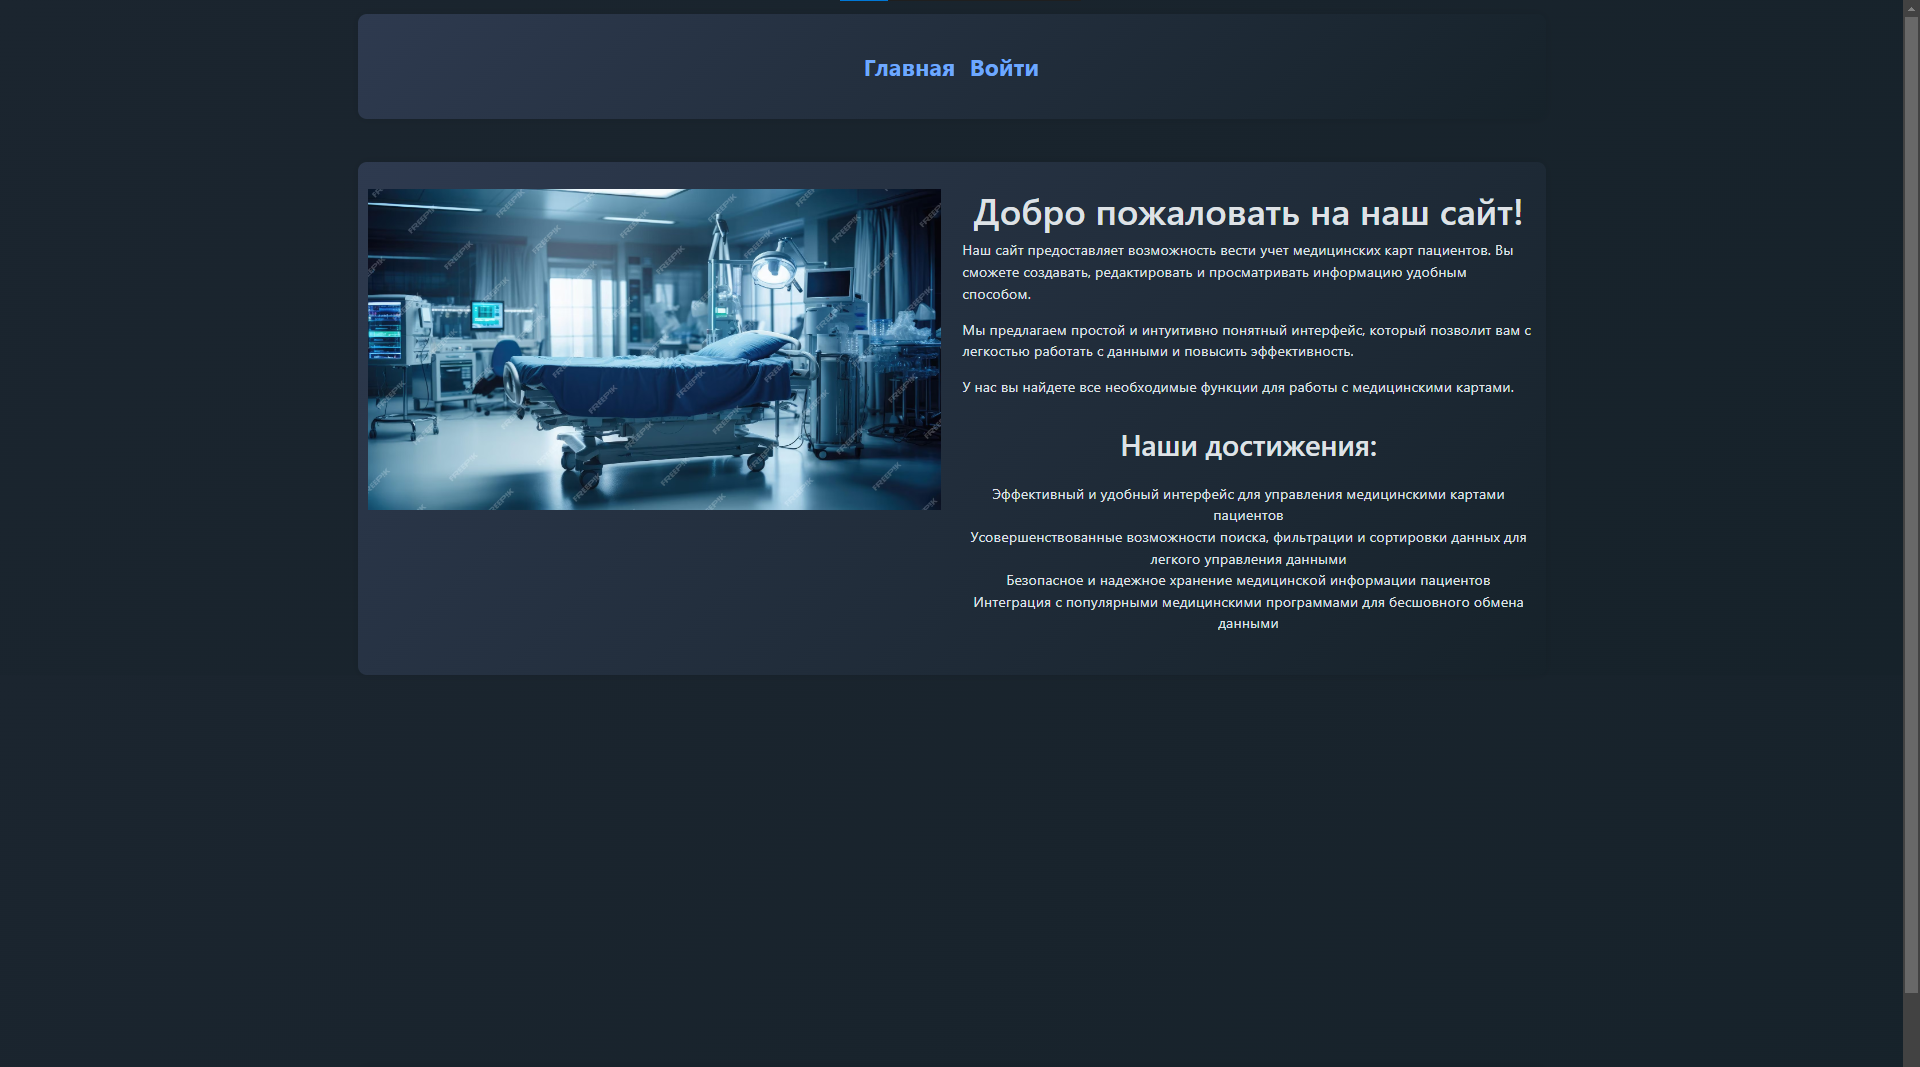 Главная Войти
Добро пожаловать на наш сайт!
Наш сайт предоставляет возможность вести учет медицинских карт пациентов. Вы
сможете создавать, редактировать и просматривать информацию удобным
способом.
Мы предлагаем простой и интуитивно понятный интерфейс, который позволит вам с
легкостью работать с данными и повысить эффективность.
У нас вы найдете все необходимые функции для работы с медицинскими картами.
Наши достижения:
Эффективный и удобный интерфейс для управления медицинскими картами
пациентов
Усовершенствованные возможности поиска, фильтрации и сортировки данных для
легкого управления данными
Безопасное и надежное хранение медицинской информации пациентов
Интеграция с популярными медицинскими программами для бесшовного обмена
данными